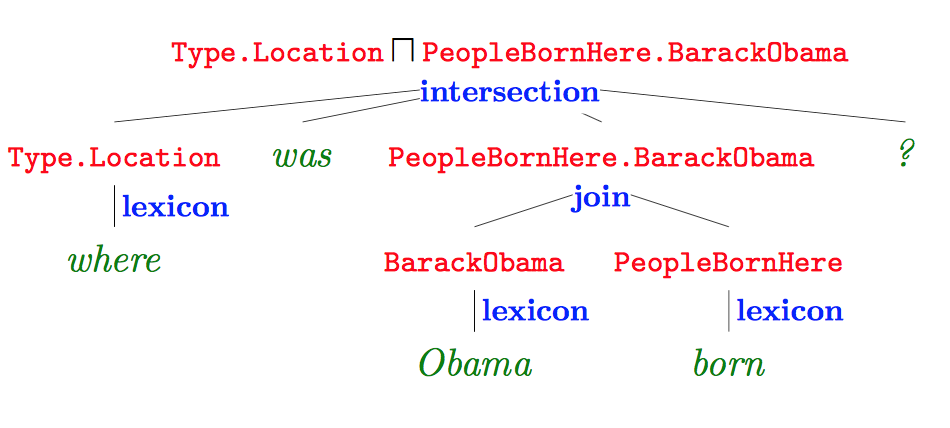 Type.Location ⊓ PeopleBornHere.BarackObama
intersection
Type.Location was PeopleBornHere.BarackObama ?
lexicon join
where BarackObama PeopleBornHere
lexicon lexicon
Obama born